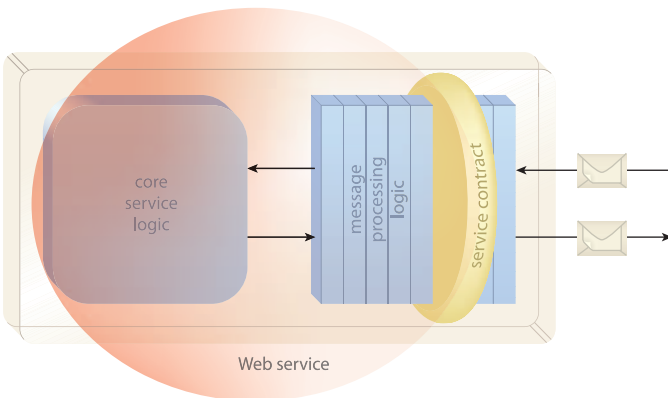 core
service
logic
message
processing
logic
service contract
Web service